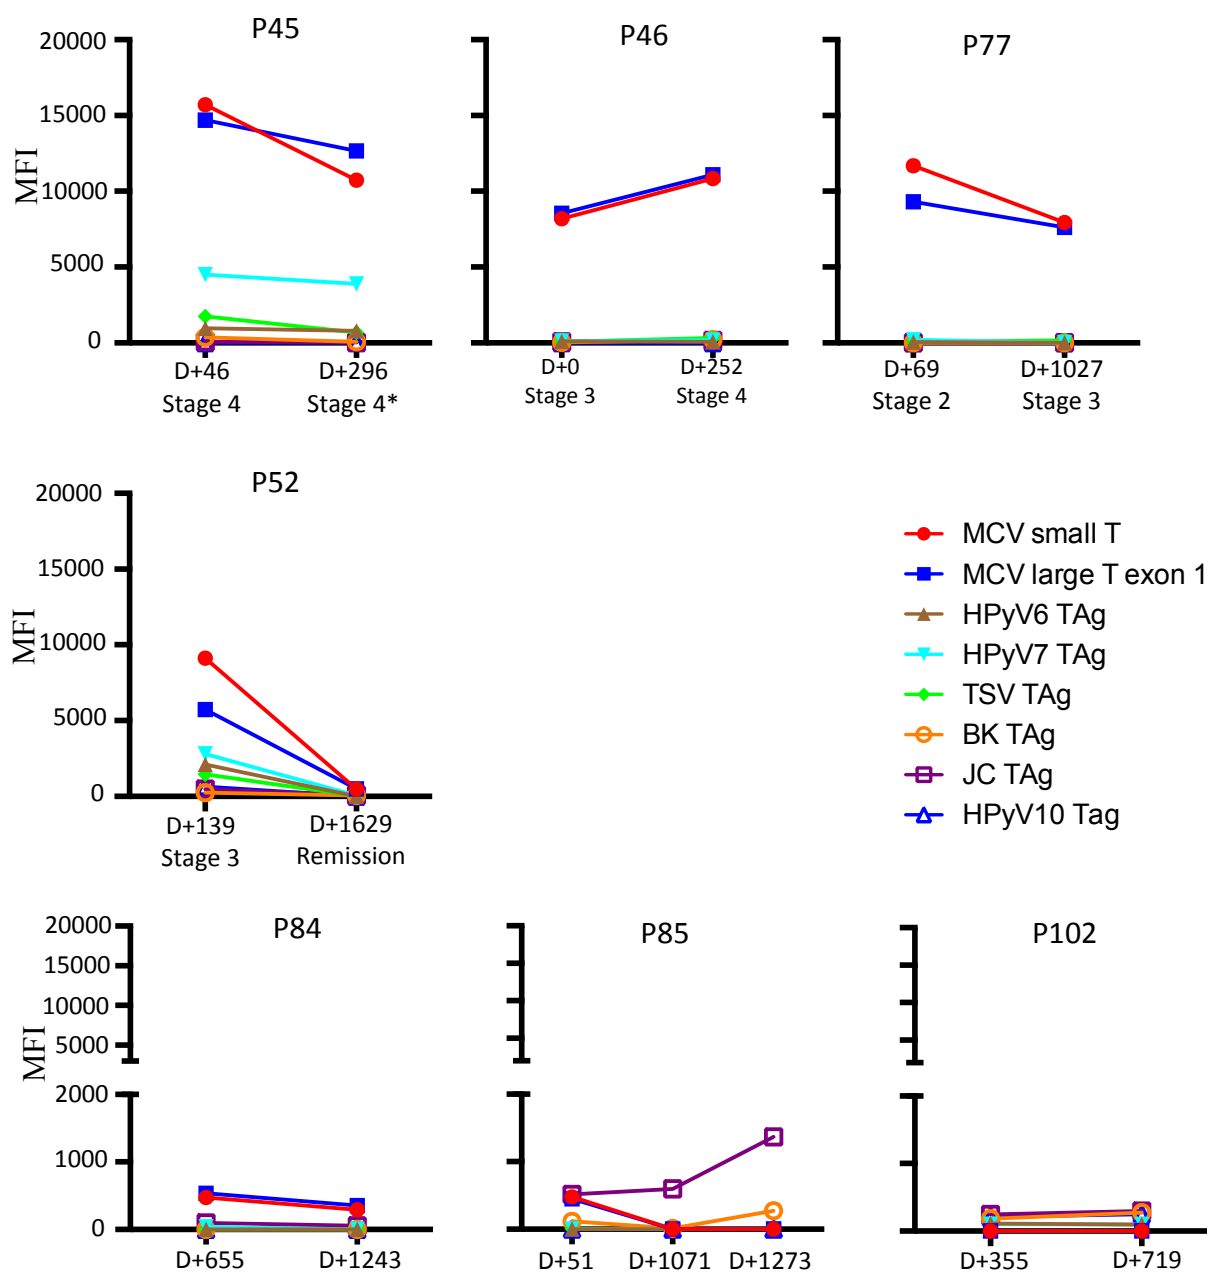 P45
P46
P77
20000
15000
10000
5000
0
MFI
D+46
Stage 4
D+296
Stage 4*
D+0
Stage 3
D+252
Stage 4
D+69
Stage 2
D+1027
Stage 3
P52
20000
15000
10000
5000
0
MFI
D+139
Stage 3
D+1629
Remission
MCV small T
MCV large T exon 1
HPyV6 TAg
HPyV7 TAg
TSV TAg
BK TAg
JC TAg
HPyV10 Tag
P84
P85
P102
20000
15000
10000
5000
2000
1000
0
MFI
D+655
D+1243
D+51
D+1071
D+1273
D+355
D+719